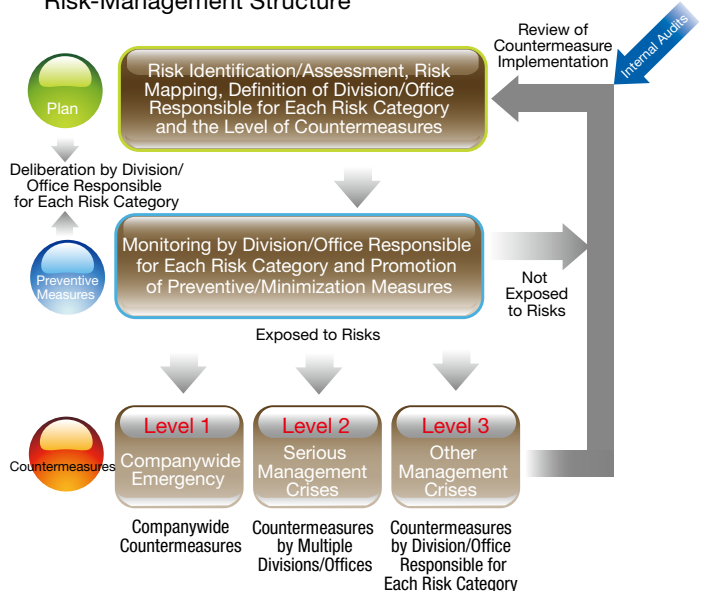 Risk-Management Structure
Review of
Countermeasure
Implementation
Internal Audits
Plan
Risk Identification/Assessment, Risk
Mapping, Definition of Division/Office
Responsible for Each Risk Category
and the Level of Countermeasures
Deliberation by Division/
Office Responsible
for Each Risk Category
Preventive
Measures
Monitoring by Division/Office Responsible
for Each Risk Category and Promotion
of Preventive/Minimization Measures
Not
Exposed
to Risks
Exposed to Risks
Countermeasures
Level 1
Companywide
Emergency
Level 2
Serious
Management
Crises
Level 3
Other
Management
Crises
Companywide
Countermeasures
Countermeasures
by Multiple
Divisions/Offices
Countermeasures
by Division/Office
Responsible for
Each Risk Category